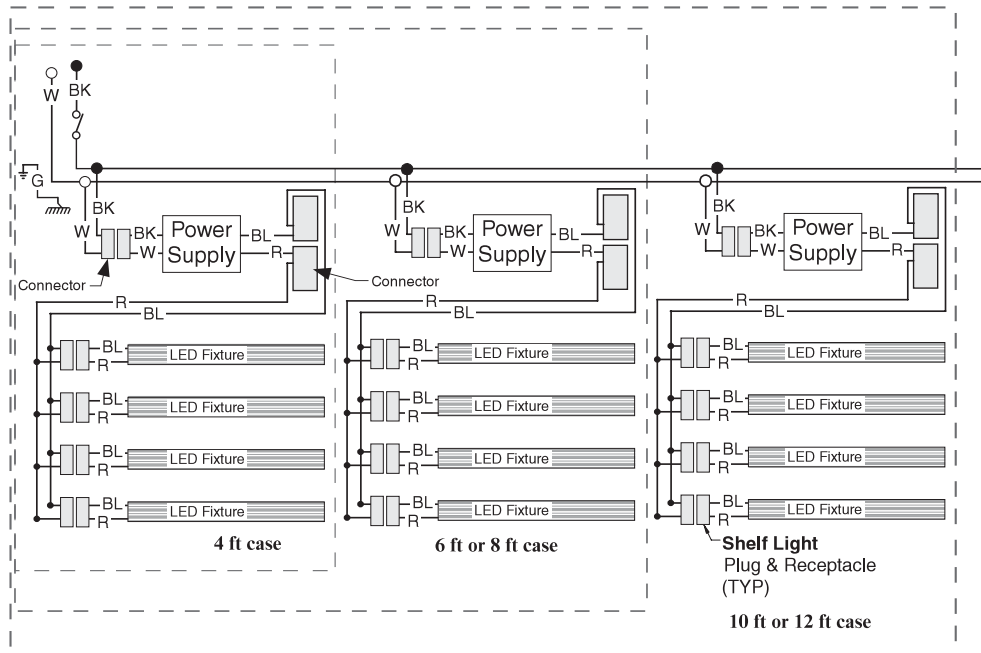 W
BK
G
BK
W
BK
W
Power
Supply
BL
R
Connector
Connector
R
BL
BL
R
LED Fixture
BL
R
LED Fixture
BL
R
LED Fixture
BL
R
LED Fixture
4 ft case
BK
W
BK
W
Power
Supply
BL
R
R
BL
BL
R
LED Fixture
BL
R
LED Fixture
BL
R
LED Fixture
BL
R
LED Fixture
6 ft or 8 ft case
BK
W
BK
W
Power
Supply
BL
R
R
BL
BL
R
LED Fixture
BL
R
LED Fixture
BL
R
LED Fixture
BL
R
LED Fixture
Shelf Light
Plug & Receptacle
(TYP)
10 ft or 12 ft case